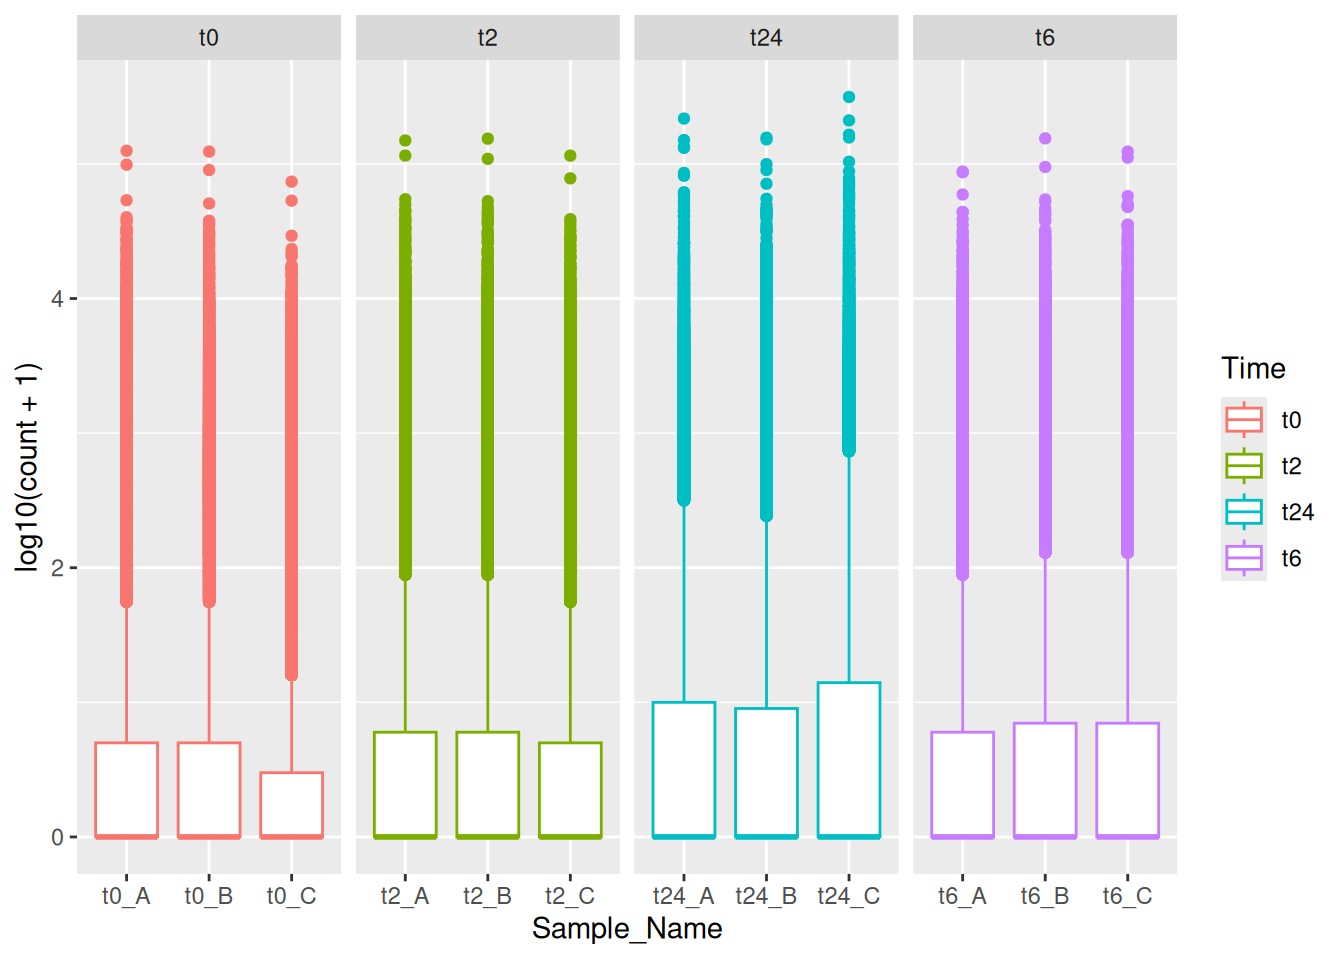 t0 t2 t24 t6
log10(count + 1)
4
2
0
t0_A t0_B t0_C t2_A t2_B t2_C t24_A t24_B t24_C t6_A t6_B t6_C
Sample_Name
Time
t0
t2
t24
t6